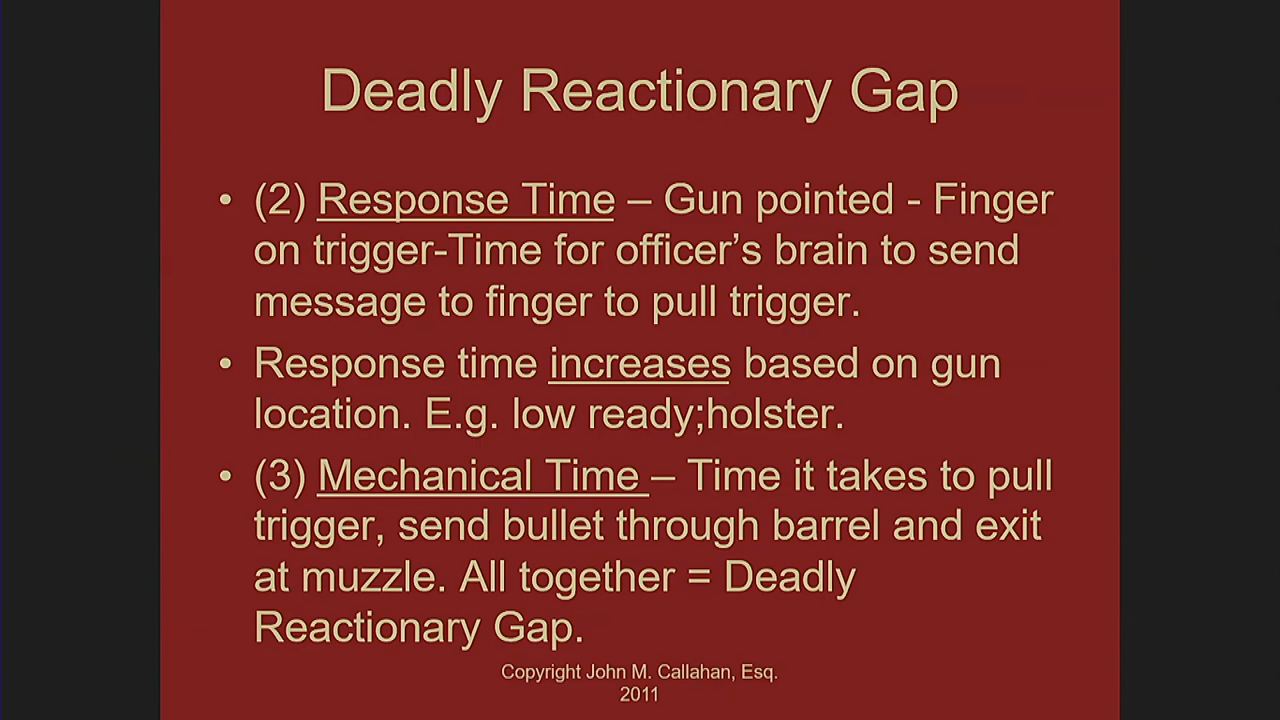 Deadly Reactionary Gap
• (2) Response Time – Gun pointed - Finger
on trigger-Time for officer’s brain to send
message to finger to pull trigger.
• Response time increases based on gun
location. E.g. low ready;holster.
• (3) Mechanical Time – Time it takes to pull
trigger, send bullet through barrel and exit
at muzzle. All together = Deadly
Reactionary Gap.
Copyright John M. Callahan, Esq.
2011